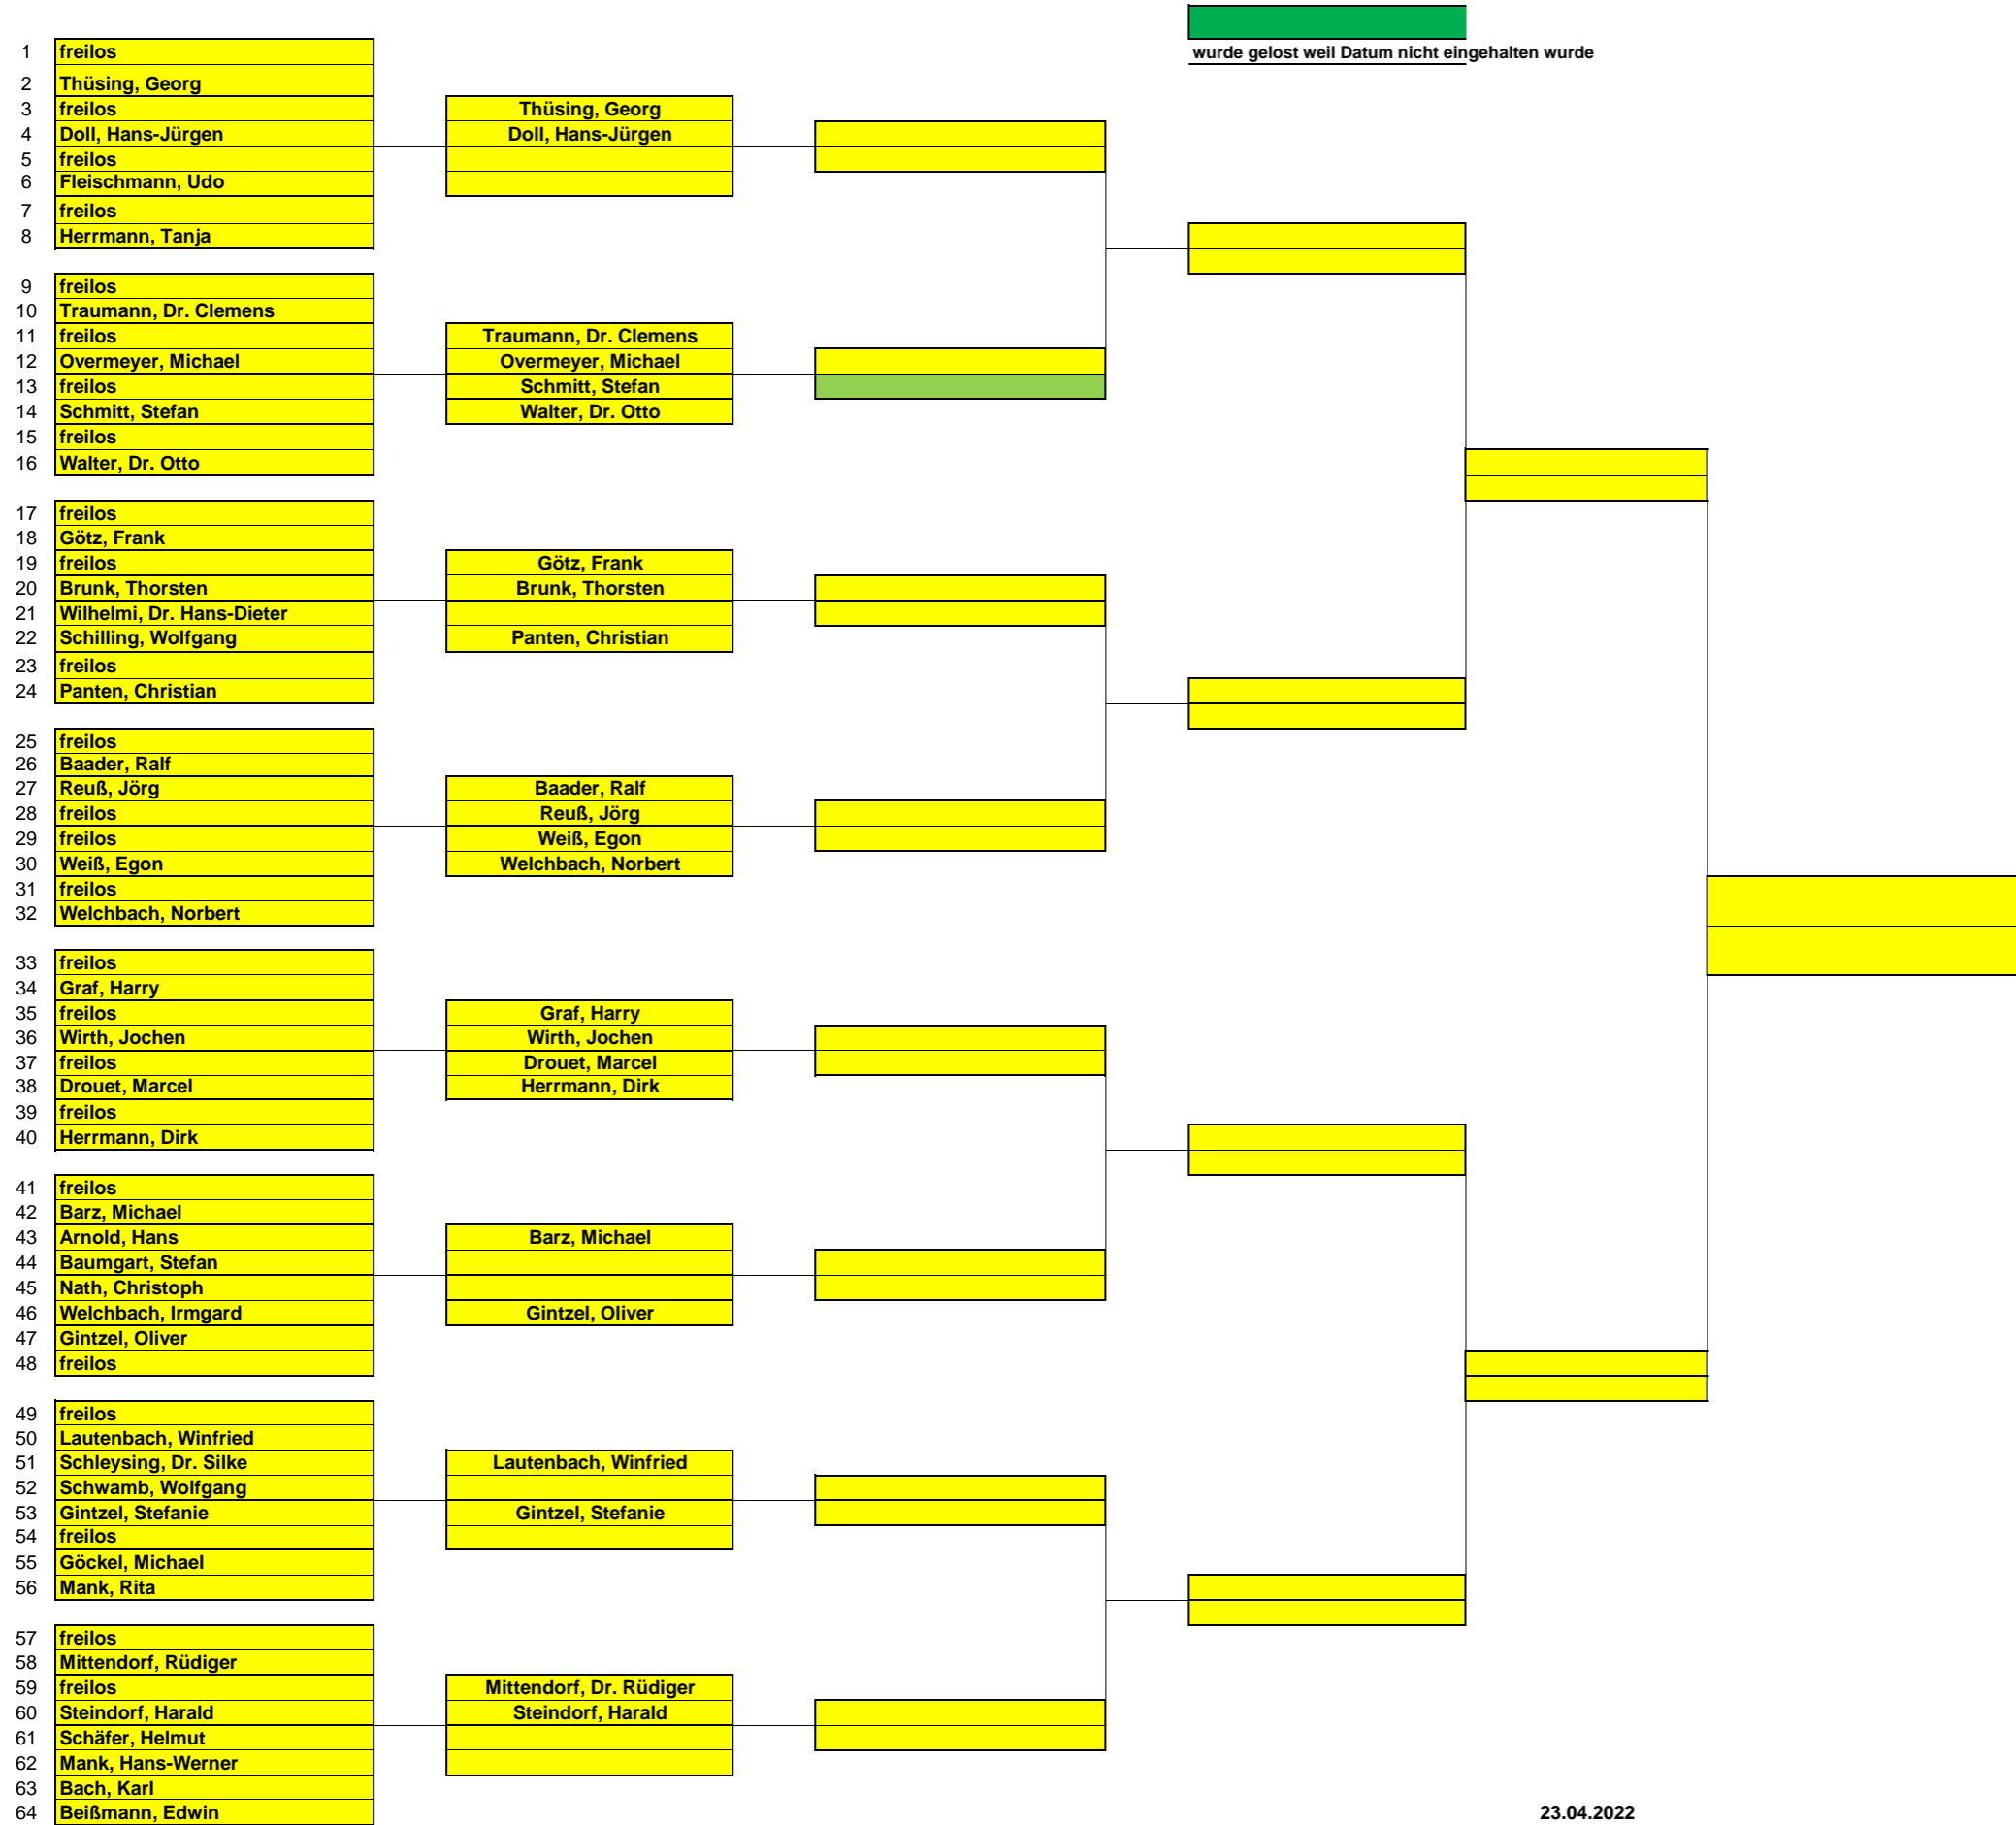 wurde gelost weil Datum nicht eingehalten wurde
1 freilos
2 Thüsing, Georg
3 freilos
4 Doll, Hans-Jürgen
5 freilos
6 Fleischmann, Udo
7 freilos
8 Herrmann, Tanja
9 freilos
10 Traumann, Dr. Clemens
11 freilos
12 Overmeyer, Michael
13 freilos
14 Schmitt, Stefan
15 freilos
16 Walter, Dr. Otto
17 freilos
18 Götz, Frank
19 freilos
20 Brunk, Thorsten
21 Wilhelmi, Dr. Hans-Dieter
22 Schilling, Wolfgang
23 freilos
24 Panten, Christian
25 freilos
26 Baader, Ralf
27 Reuß, Jörg
28 freilos
29 freilos
30 Weiß, Egon
31 freilos
32 Welchbach, Norbert
33 freilos
34 Graf, Harry
35 freilos
36 Wirth, Jochen
37 freilos
38 Drouet, Marcel
39 freilos
40 Herrmann, Dirk
41 freilos
42 Barz, Michael
43 Arnold, Hans
44 Baumgart, Stefan
45 Nath, Christoph
46 Welchbach, Irmgard
47 Gintzel, Oliver
48 freilos
49 freilos
50 Lautenbach, Winfried
51 Schleysing, Dr. Silke
52 Schwamb, Wolfgang
53 Gintzel, Stefanie
54 freilos
55 Göckel, Michael
56 Mank, Rita
57 freilos
58 Mittendorf, Rüdiger
59 freilos
60 Steindorf, Harald
61 Schäfer, Helmut
62 Mank, Hans-Werner
63 Bach, Karl
64 Beißmann, Edwin
Thüsing, Georg
Doll, Hans-Jürgen
Traumann, Dr. Clemens
Overmeyer, Michael
Schmitt, Stefan
Walter, Dr. Otto
Götz, Frank
Brunk, Thorsten
Panten, Christian
Baader, Ralf
Reuß, Jörg
Weiß, Egon
Welchbach, Norbert
Graf, Harry
Wirth, Jochen
Drouet, Marcel
Herrmann, Dirk
Barz, Michael
Gintzel, Oliver
Lautenbach, Winfried
Gintzel, Stefanie
Mittendorf, Dr. Rüdiger
Steindorf, Harald
23.04.2022